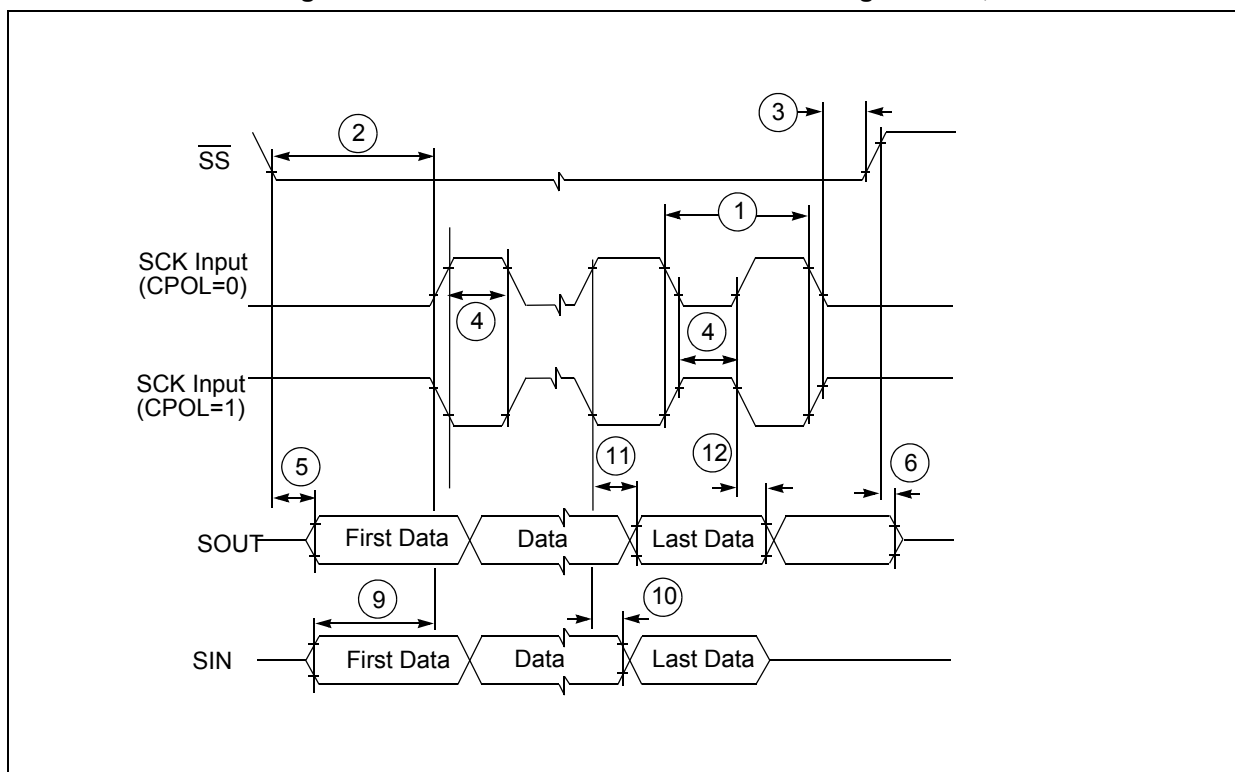 2
3
SS
1
SCK Input
(CPOL=0)
4
4
SCK Input
(CPOL=1)
5
11
12
6
SOUT
First Data
Data
Last Data
9
10
SIN
First Data
Data
Last Data